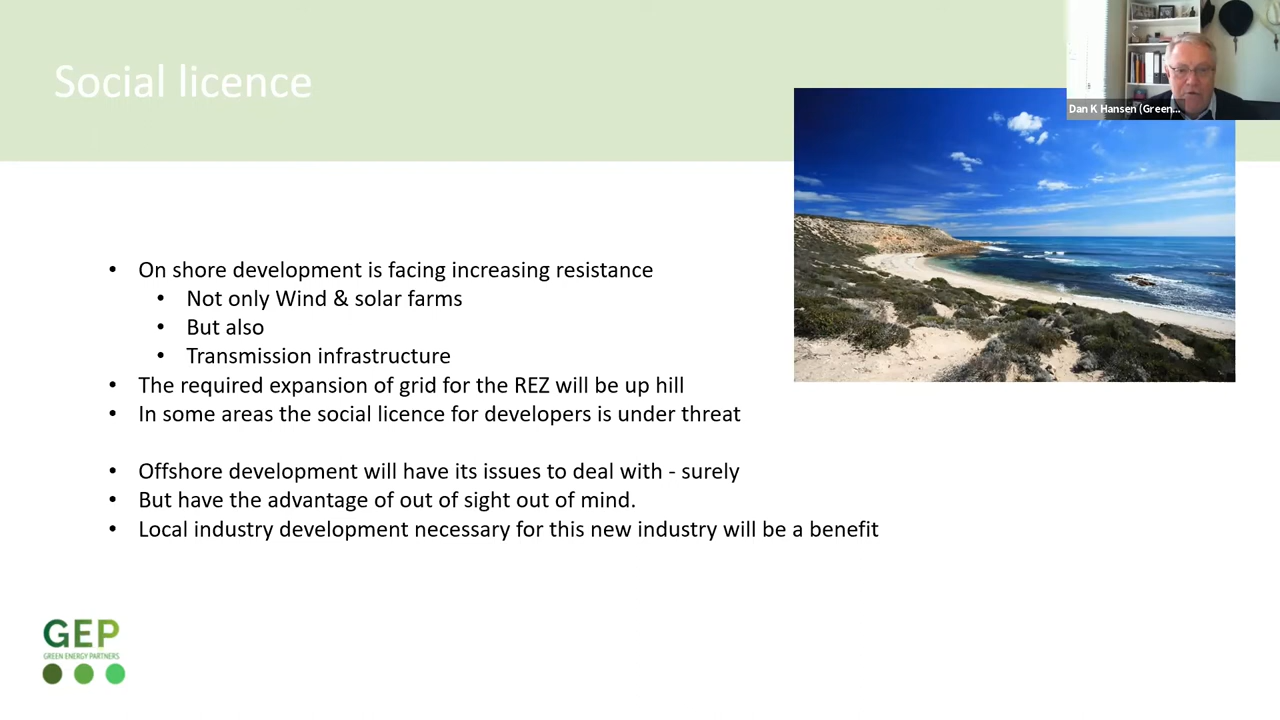 Social licence
Dan K Hansen (Green...
• On shore development is facing increasing resistance
• Not only Wind & solar farms
• But also
• Transmission infrastructure
• The required expansion of grid for the REZ will be up hill
• In some areas the social licence for developers is under threat
• Offshore development will have its issues to deal with - surely
• But have the advantage of out of sight out of mind.
• Local industry development necessary for this new industry will be a benefit
GEP
GREEN ENERGY PARTNERS